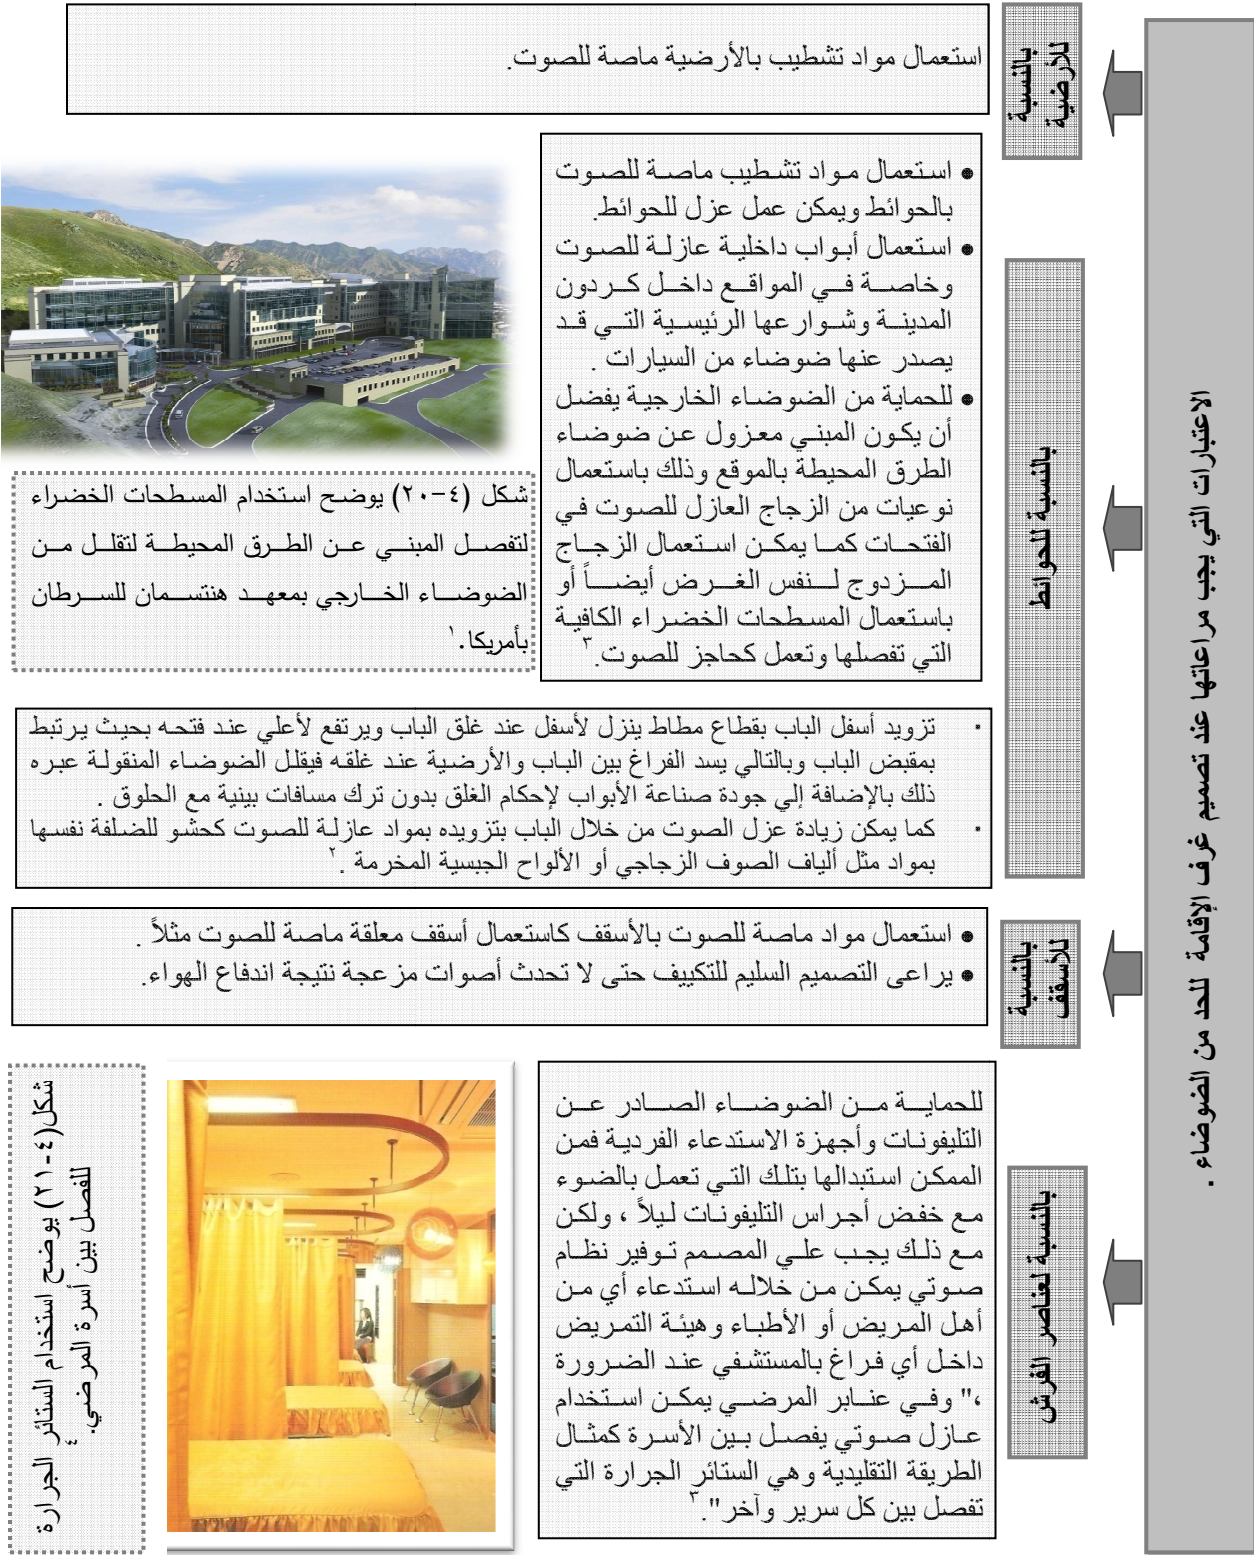 الاعتبارات التي يجب مراعاتها عند تصميم غرف الإقامة للحد من الضوضاء .
بالنسبة
للأرضية
استعمال مواد تشطيب بالأرضية ماصة للصوت.
بالنسبة للحوائط
• استعمال مواد تشطيب ماصة للصوت
بالحوائط ويمكن عمل عزل للحوائط.
• استعمال أبواب داخلية عازلة للصوت
وخاصة في المواقع داخل كردون
المدينة وشوارعها الرئيسية التي قد
يصدر عنها ضوضاء من السيارات .
• للحماية من الضوضاء الخارجية يفضل
أن يكون المبني معزول عن ضوضاء
الطرق المحيطة بالموقع وذلك باستعمال
نوعيات من الزجاج العازل للصوت في
الفتحات كما يمكن استعمال الزجاج
المزدوج لنفس الغرض أيضاً أو
باستعمال المسطحات الخضراء الكافية
التي تفصلها وتعمل كحاجز للصوت.٣
شكل (٤-٢٠) يوضح استخدام المسطحات الخضراء
لتفصل المبني عن الطرق المحيطة لتقلل من
الضوضاء الخارجي بمعهد هنتسمان للسرطان
بأمريكا.١
· تزويد أسفل الباب بقطاع مطاط ينزل لأسفل عند غلق الباب ويرتفع لأعلي عند فتحه بحيث يرتبط
بمقبض الباب وبالتالي يسد الفراغ بين الباب والأرضية عند غلقه فيقلل الضوضاء المنقولة عبره
ذلك بالإضافة إلي جودة صناعة الأبواب لإحكام الغلق بدون ترك مسافات بينية مع الحلوق .
· كما يمكن زيادة عزل الصوت من خلال الباب بتزويده بمواد عازلة للصوت كحشو للضلفة نفسها
بمواد مثل ألياف الصوف الزجاجي أو الألواح الجبسية المخرمة .٢
بالنسبة
للأسقف
• استعمال مواد ماصة للصوت بالأسقف كاستعمال أسقف معلقة ماصة للصوت مثلاً .
• يراعى التصميم السليم للتكييف حتى لا تحدث أصوات مزعجة نتيجة اندفاع الهواء.
بالنسبة لعناصر الفرش
للحماية من الضوضاء الصادر عن
التليفونات وأجهزة الاستدعاء الفردية فمن
الممكن استبدالها بتلك التي تعمل بالضوء
مع خفض أجراس التليفونات ليلاً ، ولكن
مع ذلك يجب علي المصمم توفير نظام
صوتي يمكن من خلاله استدعاء أي من
أهل المريض أو الأطباء وهيئة التمريض
داخل أي فراغ بالمستشفي عند الضرورة
،" وفي عنابر المرضي يمكن استخدام
عازل صوتي يفصل بين الأسرة كمثال
الطريقة التقليدية وهي الستائر الجرارة التي
تفصل بين كل سرير وآخر".٣
شكل(٤-٢١) يوضح استخدام الستائر الجرارة
للفصل بين أسرة المرضي.٤